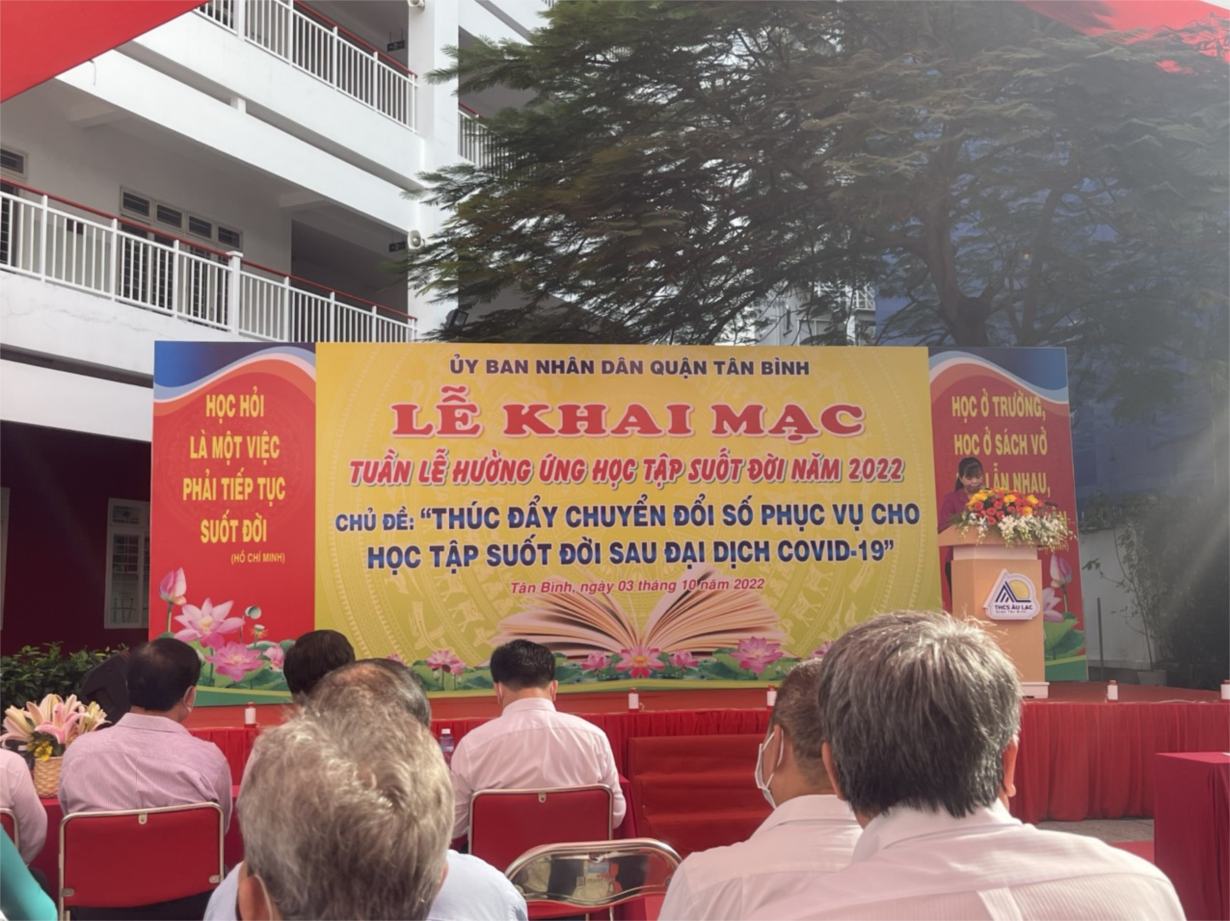 HỌC HỎI
LÀ MỘT VIỆC
PHẢI TIẾP TỤC
SUỐT ĐỜI
(HỒ CHÍ MINH)
ỦY BAN NHÂN DÂN QUẬN TÂN BÌNH
LỄ KHAI MẠC
TUẦN LỄ HƯỞNG ỨNG HỌC TẬP SUỐT ĐỜI NĂM 2022
CHỦ ĐỀ: “THÚC ĐẨY CHUYỂN ĐỔI SỐ PHỤC VỤ CHO
HỌC TẬP SUỐT ĐỜI SAU ĐẠI DỊCH COVID-19”
Tân Bình, ngày 03 tháng 10 năm 2022
HỌC Ở TRƯỜNG,
HỌC Ở SÁCH VỞ
LẪN NHAU,
THCS ÂU LẠC